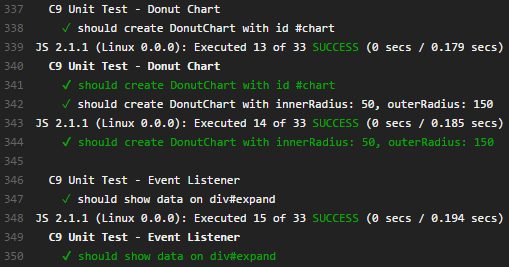 337 C9 Unit Test - Donut Chart
338 ✓ should create DonutChart with id #chart
339 JS 2.1.1 (Linux 0.0.0): Executed 13 of 33 SUCCESS (0 secs / 0.179 secs)
340 C9 Unit Test - Donut Chart
341 ✓ should create DonutChart with id #chart
342 ✓ should create DonutChart with innerRadius: 50, outerRadius: 150
343 JS 2.1.1 (Linux 0.0.0): Executed 14 of 33 SUCCESS (0 secs / 0.185 secs)
344 ✓ should create DonutChart with innerRadius: 50, outerRadius: 150
345
346 C9 Unit Test - Event Listener
347 ✓ should show data on div#expand
348 JS 2.1.1 (Linux 0.0.0): Executed 15 of 33 SUCCESS (0 secs / 0.194 secs)
349 C9 Unit Test - Event Listener
350 ✓ should show data on div#expand